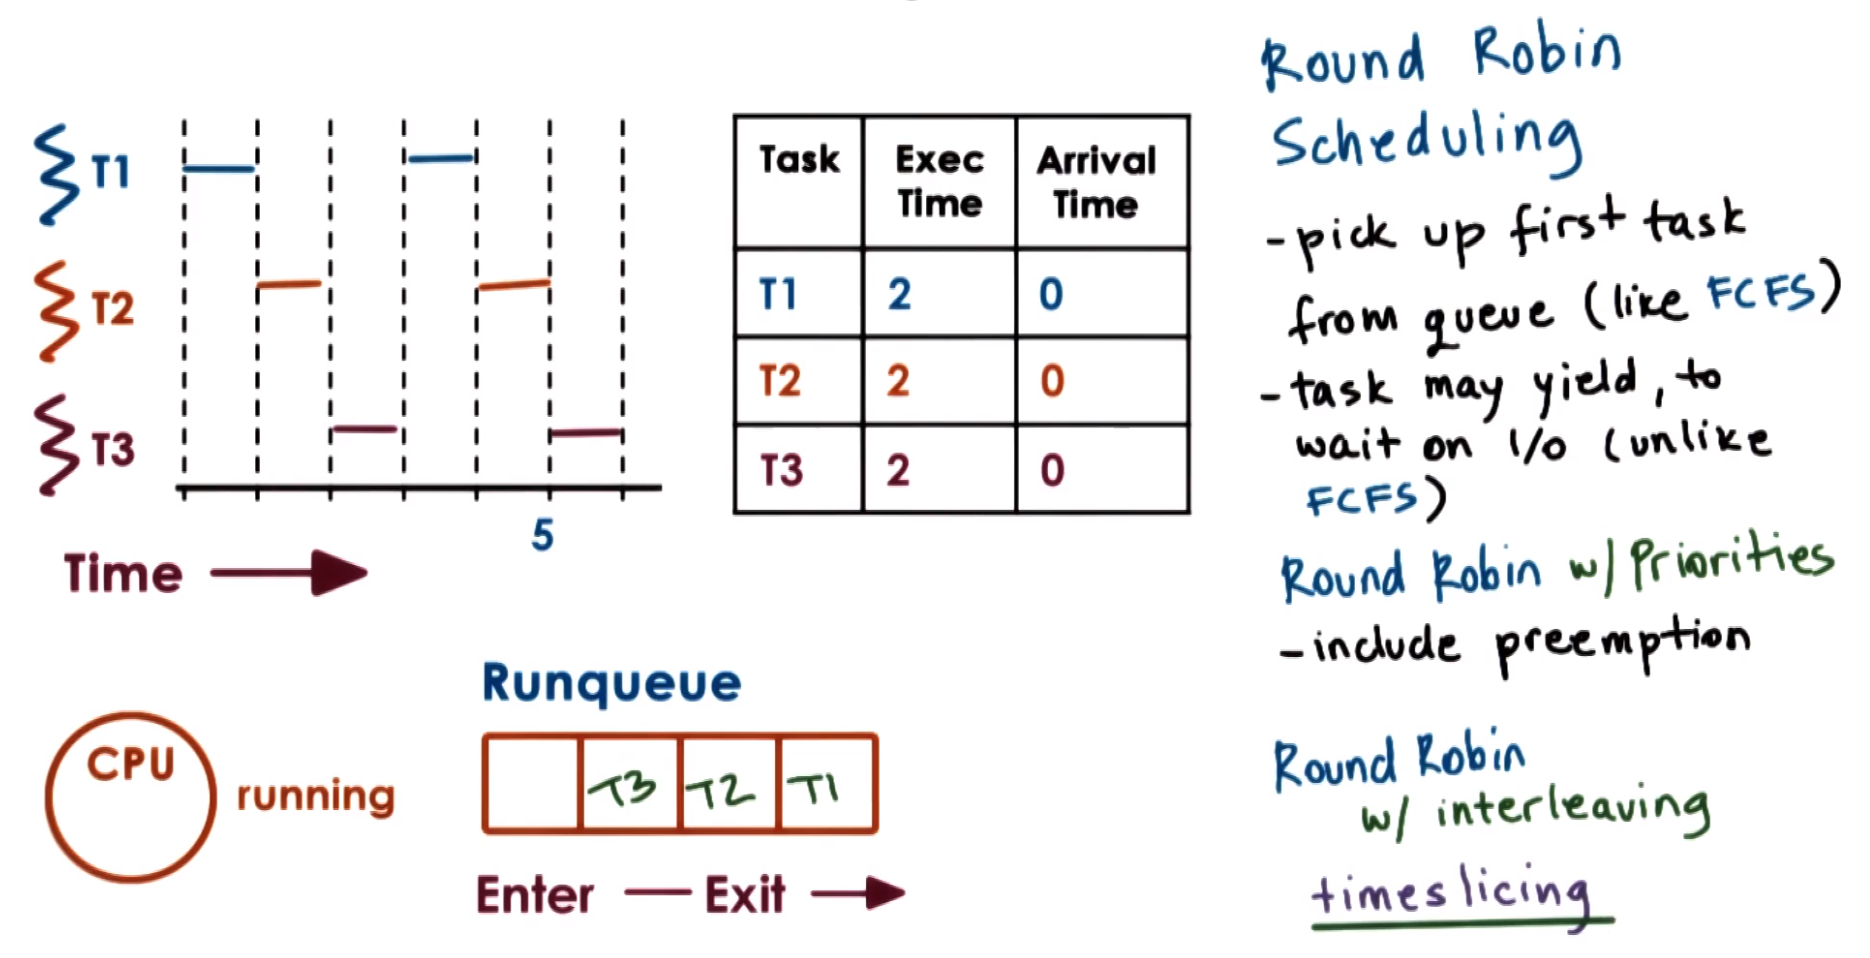 T1
T2
T3
5
Time
Task Exec Time Arrival Time
T1 2 0
T2 2 0
T3 2 0
CPU
running
Runqueue
T3 T2 T1
Enter Exit
Round Robin
Scheduling
- pick up first task
from queue (like FCFS)
- task may yield, to
wait on I/O (unlike
FCFS)
Round Robin w/ Priorities
- include preemption
Round Robin
w/ interleaving
timeslicing